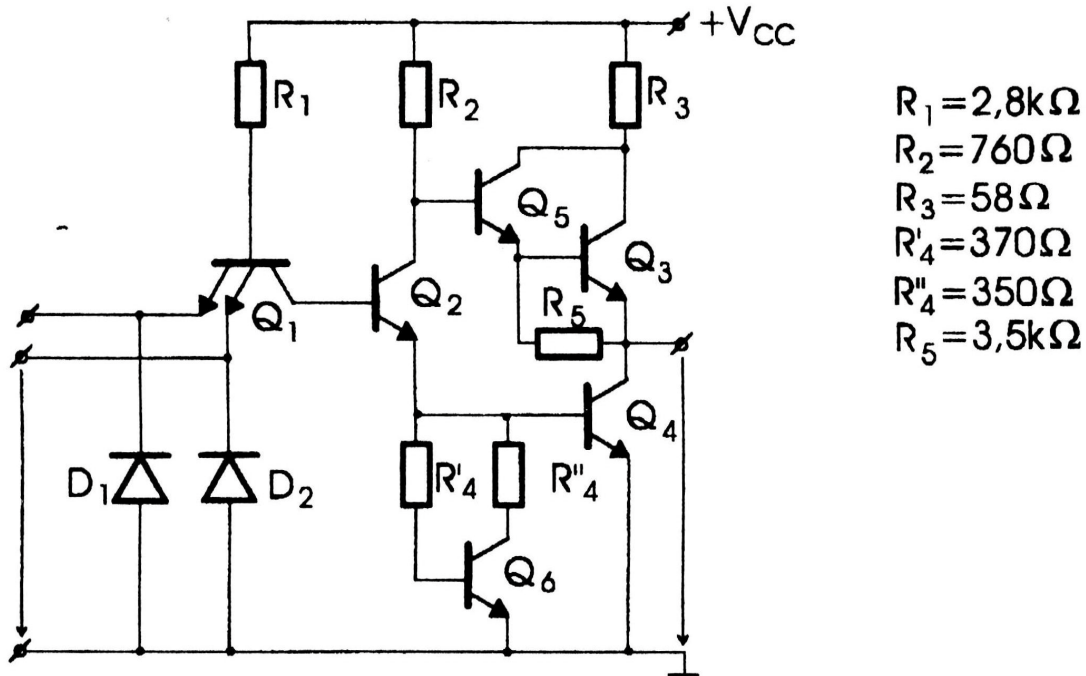 +V_CC
R₁
R₂
R₃
Q₅
Q₃
Q₁
Q₂
R₅
Q₄
D₁
D₂
R'₄
R"₄
Q₆
R₁=2,8kΩ
R₂=760Ω
R₃=58Ω
R'₄=370Ω
R"₄=350Ω
R₅=3,5kΩ